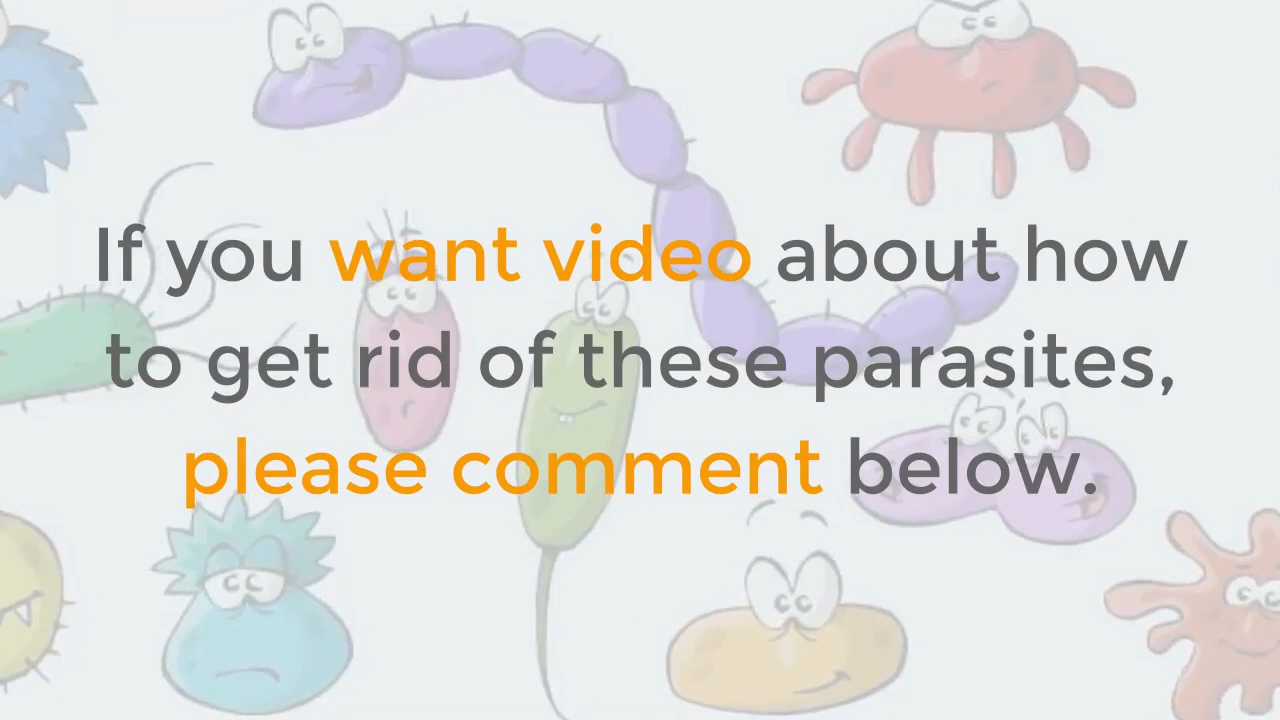 If you want video about how
to get rid of these parasites,
please comment below.